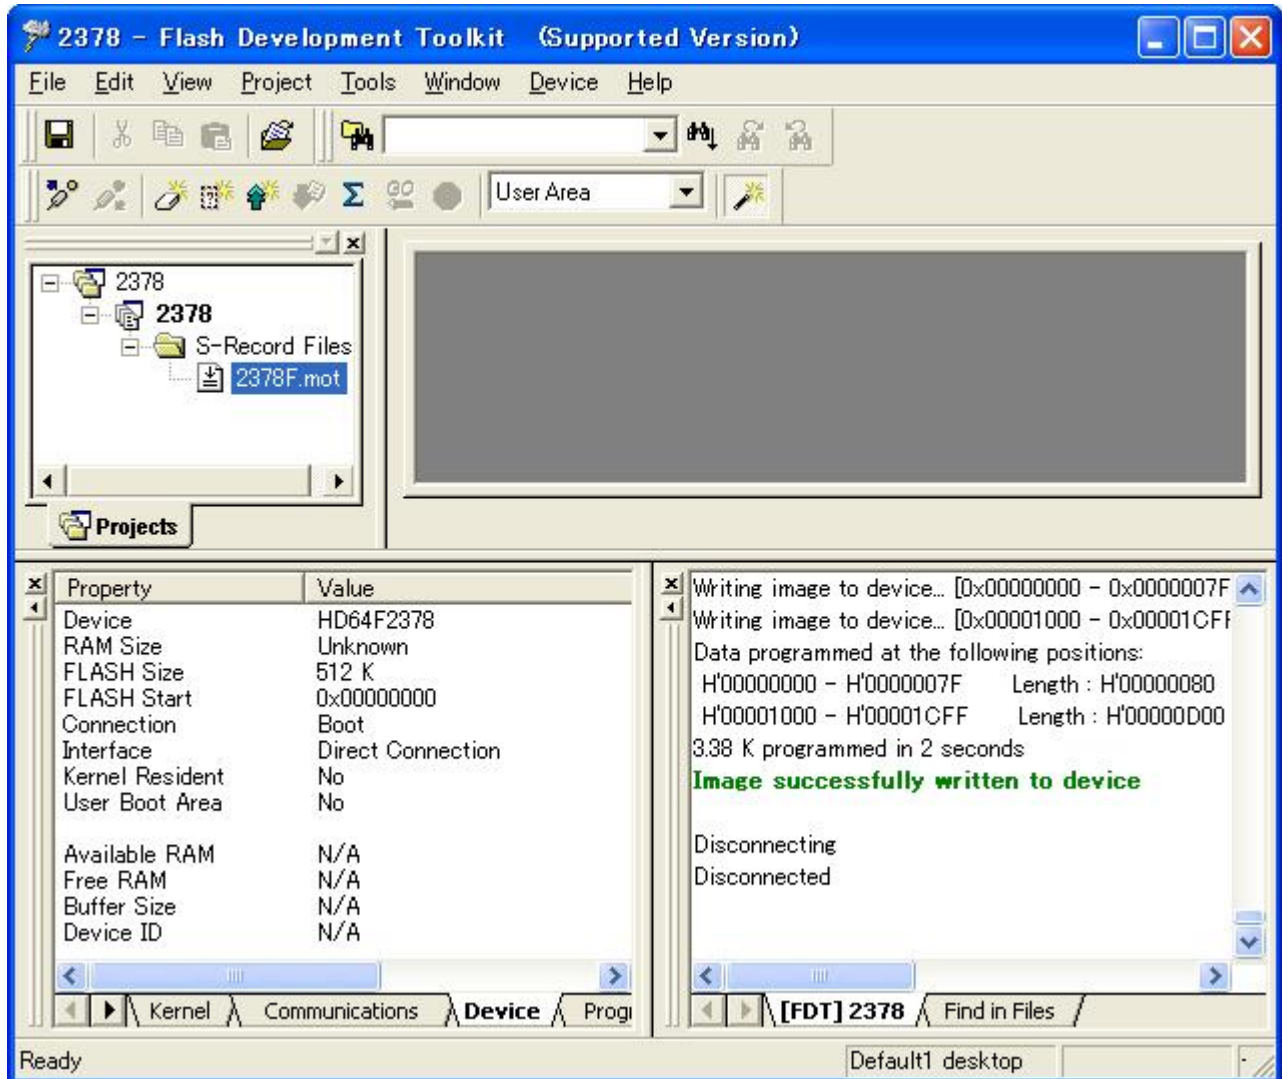 2378 - Flash Development Toolkit (Supported Version)
File Edit View Project Tools Window Device Help
User Area
2378
2378
S-Record Files
2378F.mot
Projects
Property Value
Device HD64F2378
RAM Size Unknown
FLASH Size 512 K
FLASH Start 0x00000000
Connection Boot
Interface Direct Connection
Kernel Resident No
User Boot Area No
Available RAM N/A
Free RAM N/A
Buffer Size N/A
Device ID N/A
Kernel Communications Device Progr
Writing image to device... [0x00000000 - 0x0000007F
Writing image to device... [0x00001000 - 0x00001CFF
Data programmed at the following positions:
H'00000000 - H'0000007F Length : H'00000080
H'00001000 - H'00001CFF Length : H'00000D00
3.38 K programmed in 2 seconds
Image successfully written to device
Disconnecting
Disconnected
[FDT] 2378 Find in Files
Ready Default1 desktop